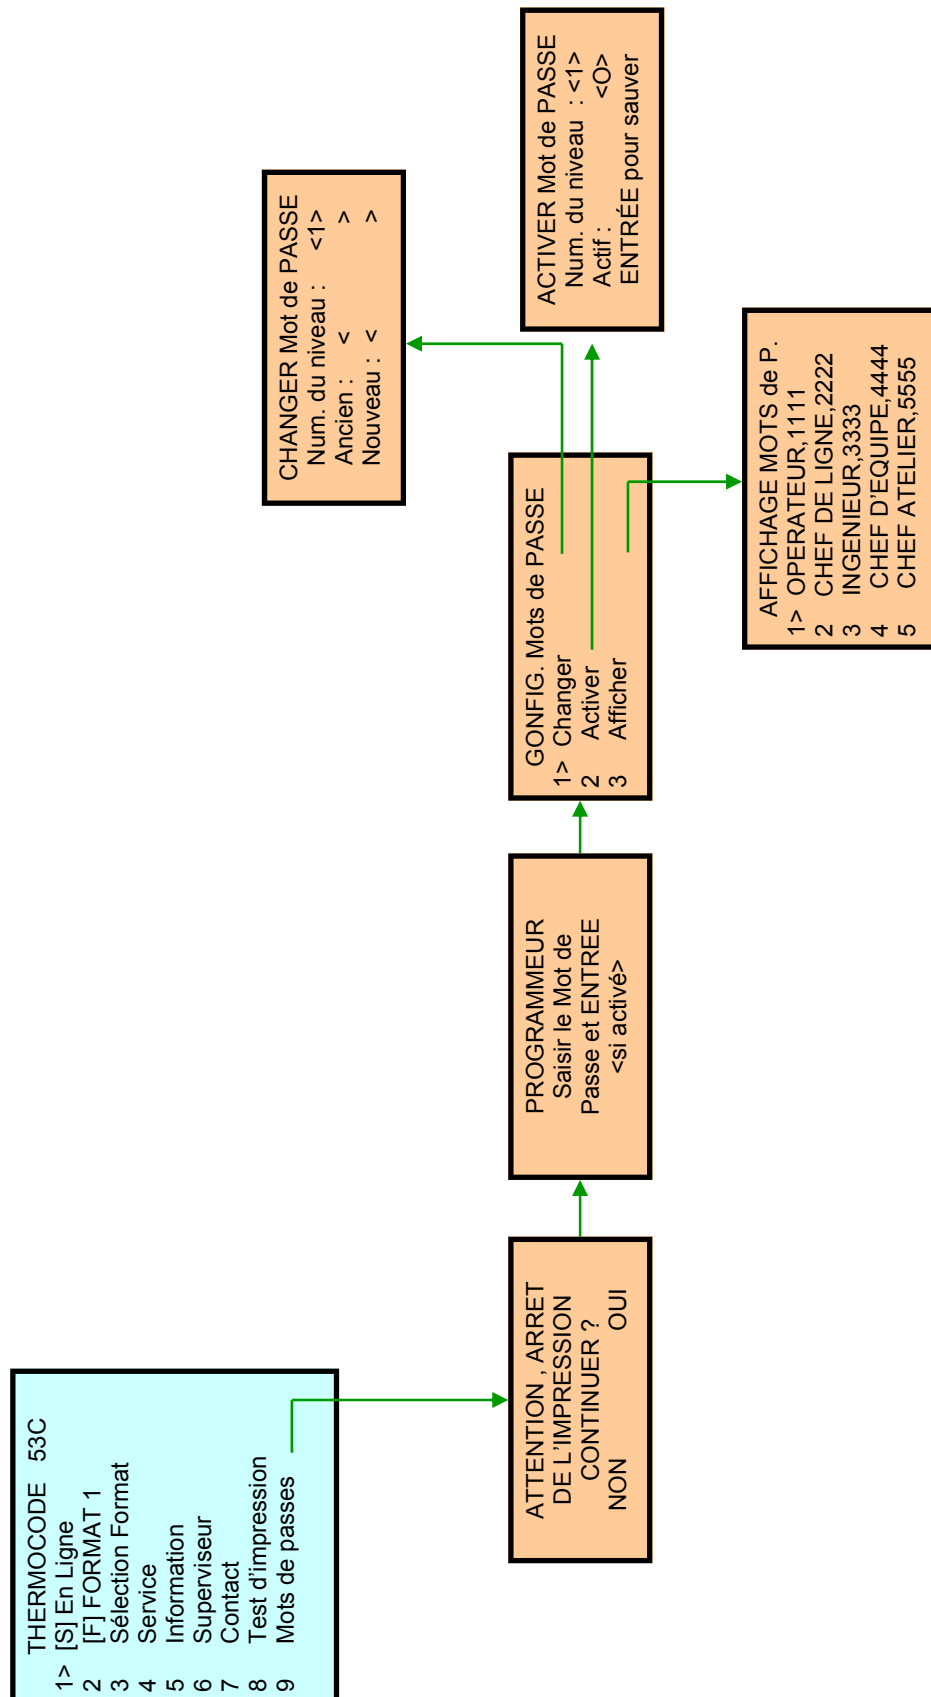 THERMOCODE 53C
1> [S] En Ligne
2 [F] FORMAT 1
3 Sélection Format
4 Service
5 Information
6 Superviseur
7 Contact
8 Test d'impression
9 Mots de passes
ATTENTION , ARRET
DE L'IMPRESSION
CONTINUER ?
NON OUI
PROGRAMMEUR
Saisir le Mot de
Passe et ENTREE
<si activé>
GONFIG. Mots de PASSE
1> Changer
2 Activer
3 Afficher
CHANGER Mot de PASSE
Num. du niveau : <1>
Ancien : < >
Nouveau : < >
ACTIVER Mot de PASSE
Num. du niveau : <1>
Actif : <O>
ENTRÉE pour sauver
AFFICHAGE MOTS de P.
1> OPERATEUR,1111
2 CHEF DE LIGNE,2222
3 INGENIEUR,3333
4 CHEF D'EQUIPE,4444
5 CHEF ATELIER,5555